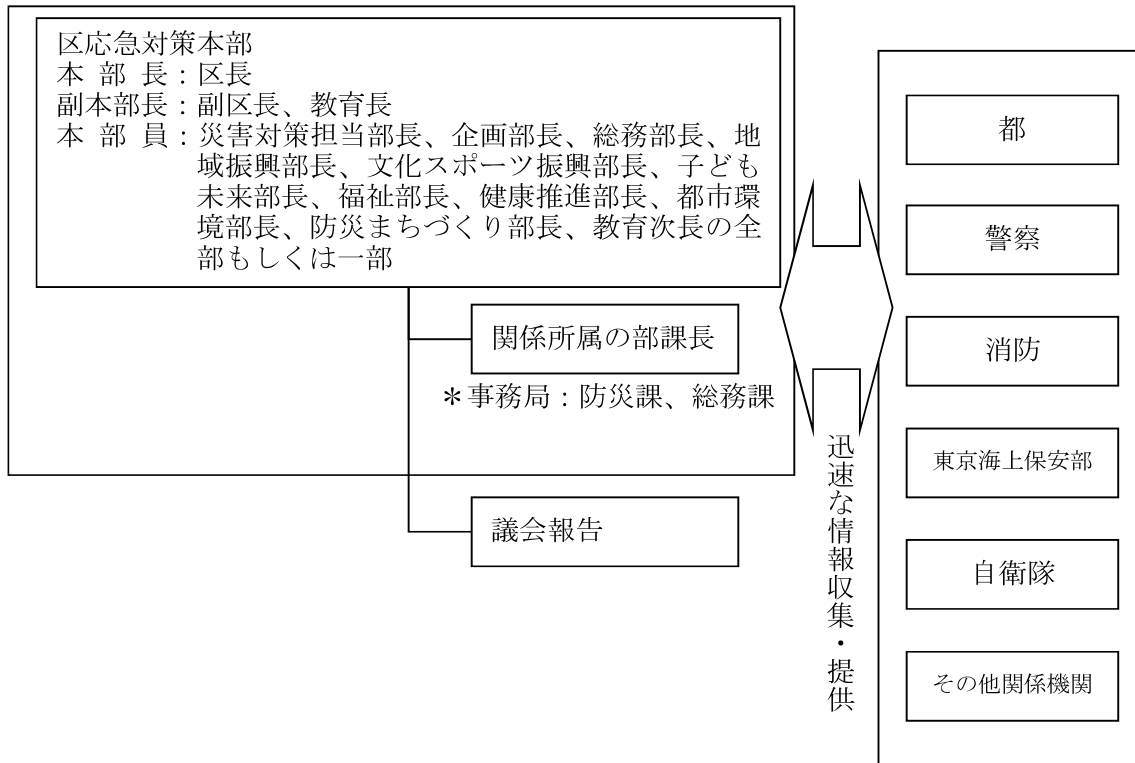 区応急対策本部
本 部 長：区長
副本部長：副区長、教育長
本 部 員：災害対策担当部長、企画部長、総務部長、地
域振興部長、文化スポーツ振興部長、子ども
未来部長、福祉部長、健康推進部長、都市環
境部長、防災まちづくり部長、教育次長の全
部もしくは一部
関係所属の部課長
＊事務局：防災課、総務課
議会報告
迅速な情報収集・提供
都
警察
消防
東京海上保安部
自衛隊
その他関係機関